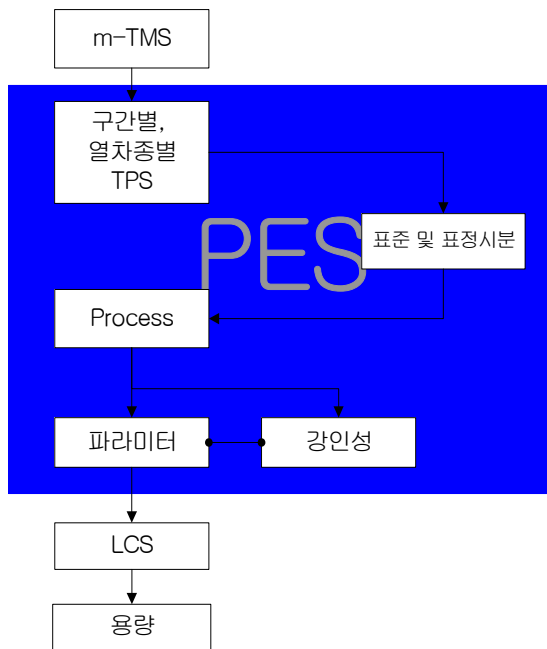 m-TMS
구간별,
열차종별
TPS
PES
표준 및 표정시분
Process
파라미터
강인성
LCS
용량